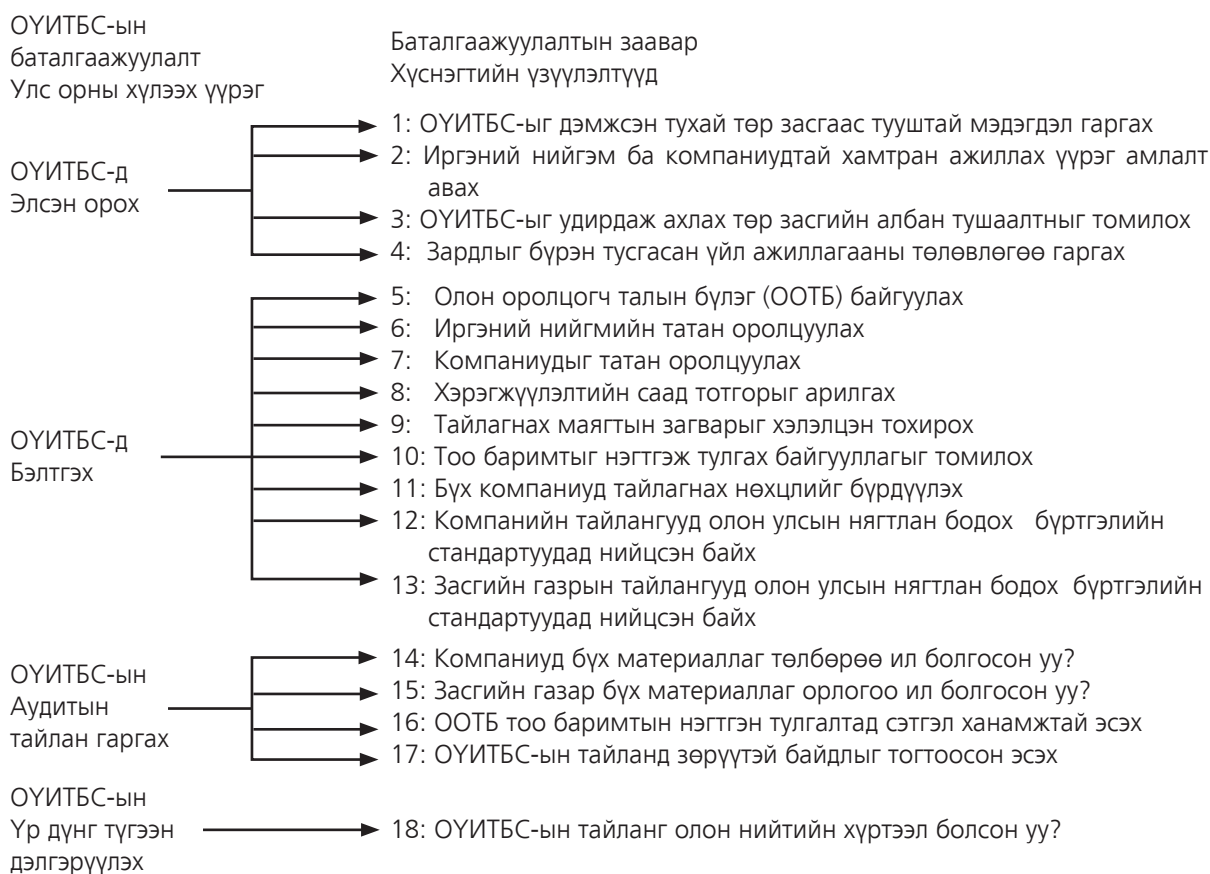 ОҮИТБС-ын
баталгаажуулалт
Улс орны хүлээх үүрэг
Баталгаажуулалтын заавар
Хүснэгтийн үзүүлэлтүүд
ОҮИТБС-д
Элсэн орох
1: ОҮИТБС-ыг дэмжсэн тухай төр засгаас тууштай мэдэгдэл гаргах
2: Иргэний нийгэм ба компаниудтай хамтран ажиллах үүрэг амлалт
авах
3: ОҮИТБС-ыг удирдаж ахлах төр засгийн албан тушаалтныг томилох
4: Зардлыг бүрэн тусгасан үйл ажиллагааны төлөвлөгөө гаргах
ОҮИТБС-д
Бэлтгэх
5: Олон оролцогч талын бүлэг (ООТБ) байгуулах
6: Иргэний нийгмийн татан оролцуулах
7: Компаниудыг татан оролцуулах
8: Хэрэгжүүлэлтийн саад тотгорыг арилгах
9: Тайлагнах маягтын загварыг хэлэлцэн тохирох
10: Тоо баримтыг нэгтгэж тулгах байгууллагыг томилох
11: Бүх компаниуд тайлагнах нөхцлийг бүрдүүлэх
12: Компанийн тайлангууд олон улсын нягтлан бодох бүртгэлийн
стандартуудад нийцсэн байх
13: Засгийн газрын тайлангууд олон улсын нягтлан бодох бүртгэлийн
стандартуудад нийцсэн байх
ОҮИТБС-ын
Аудитын
тайлан гаргах
14: Компаниуд бүх материаллаг төлбөрөө ил болгосон уу?
15: Засгийн газар бүх материаллаг орлогоо ил болгосон уу?
16: ООТБ тоо баримтын нэгтгэн тулгалтад сэтгэл ханамжтай эсэх
17: ОҮИТБС-ын тайланд зөрүүтэй байдлыг тогтоосон эсэх
ОҮИТБС-ын
Үр дүнг түгээн
дэлгэрүүлэх
18: ОҮИТБС-ын тайланг олон нийтийн хүртээл болсон уу?